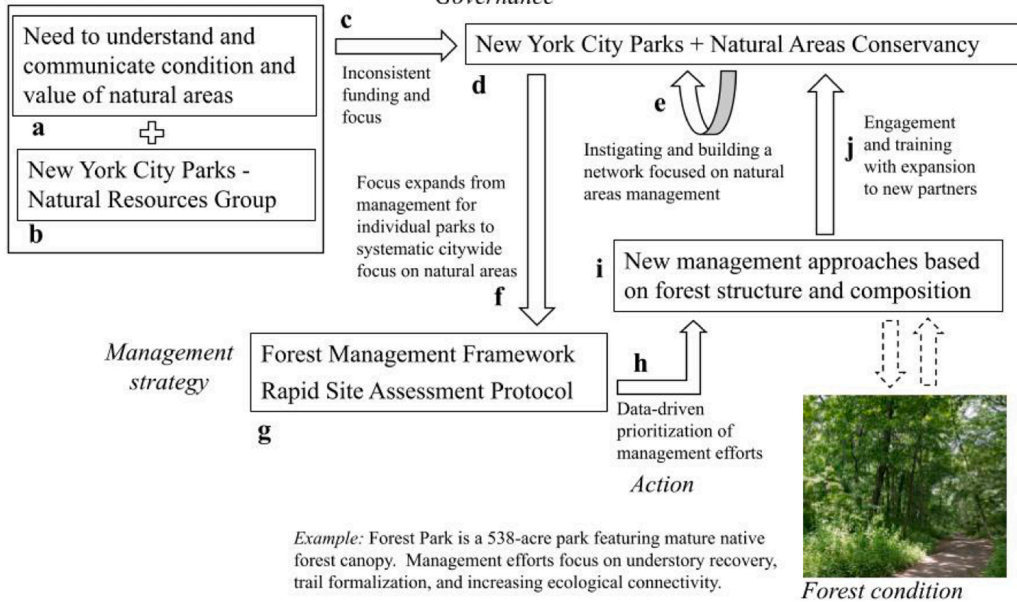 Governance
c
Need to understand and
communicate condition and
value of natural areas
a
New York City Parks -
Natural Resources Group
b
Inconsistent
funding and
focus
New York City Parks + Natural Areas Conservancy
d
e
Instigating and building a
network focused on natural
areas management
j
Engagement
and training
with expansion
to new partners
Focus expands from
management for
individual parks to
systematic citywide
focus on natural areas
f
i
New management approaches based
on forest structure and composition
Management
strategy
Forest Management Framework
Rapid Site Assessment Protocol
g
h
Data-driven
prioritization of
management efforts
Action
Example: Forest Park is a 538-acre park featuring mature native
forest canopy. Management efforts focus on understory recovery,
trail formalization, and increasing ecological connectivity.
Forest condition